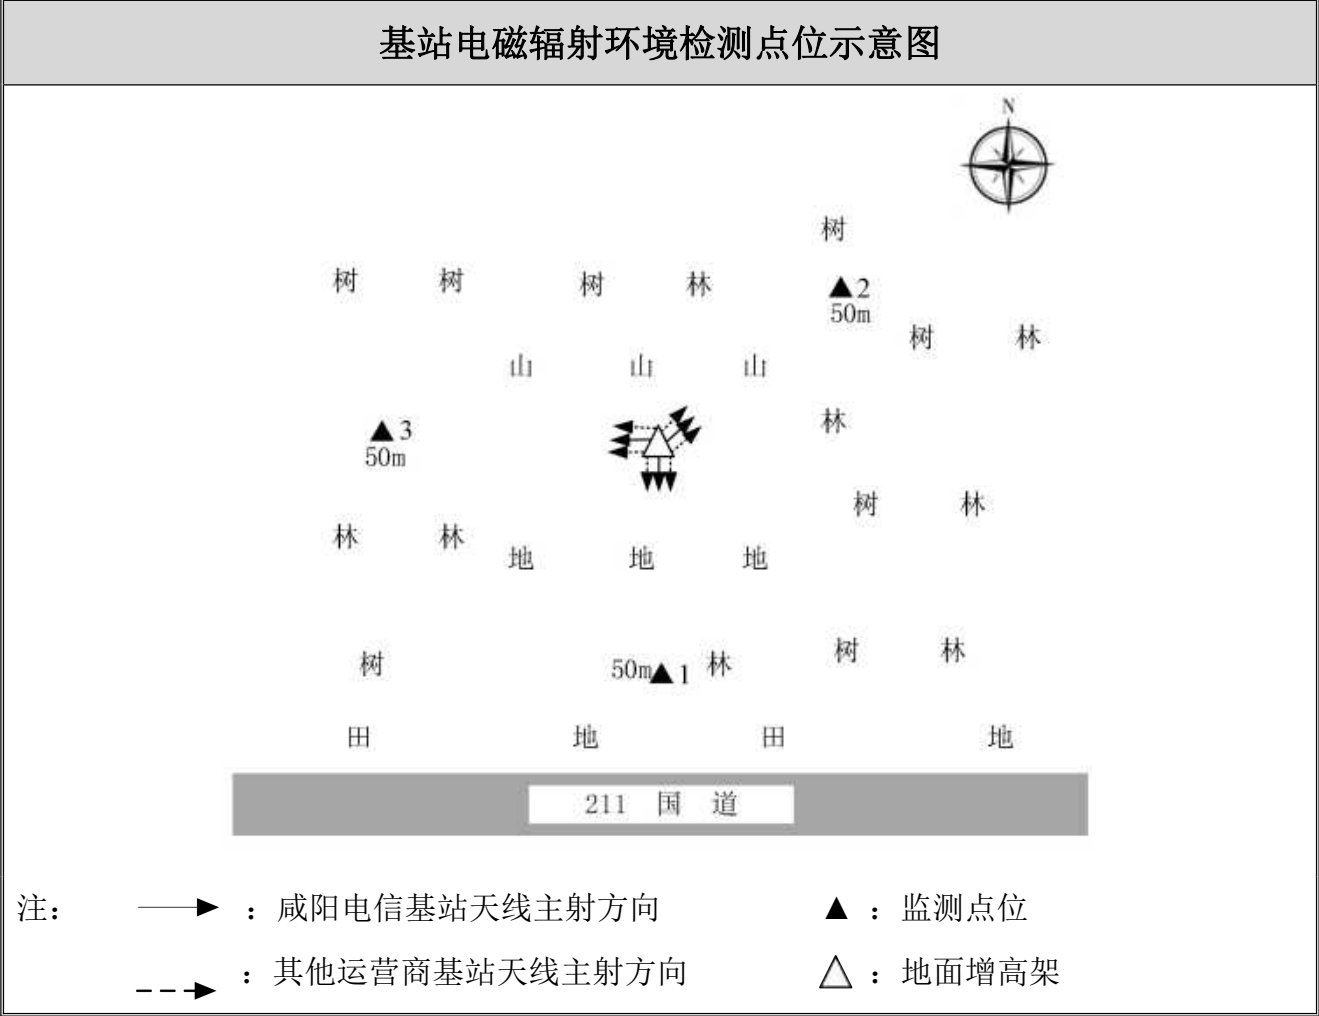 基站电磁辐射环境检测点位示意图
N
树
树 树 树 林
▲2
50m
树 林
山 山 山
林
▲3
50m
树 林
林 林
地 地 地
树 林
树 50m▲1 林
田 地 田 地
211 国 道
注： ：咸阳电信基站天线主射方向 ▲：监测点位
：其他运营商基站天线主射方向 △：地面增高架